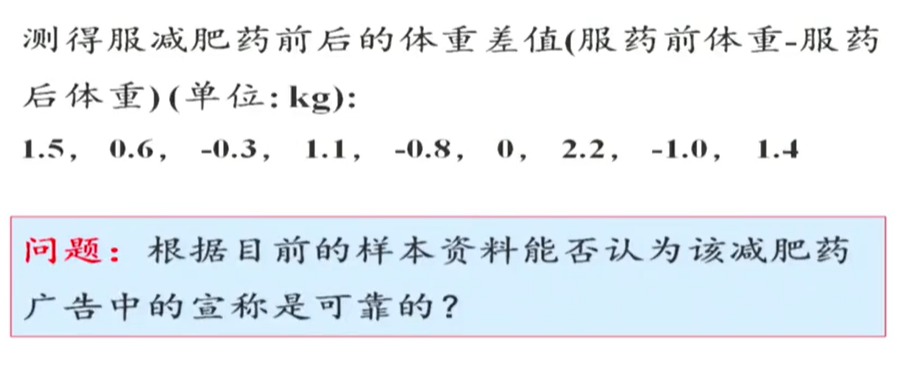 测得服减肥药前后的体重差值(服药前体重-服药
后体重)(单位:kg):
1.5, 0.6, -0.3, 1.1, -0.8, 0, 2.2, -1.0, 1.4
问题:根据目前的样本资料能否认为该减肥药
广告中的宣称是可靠的?